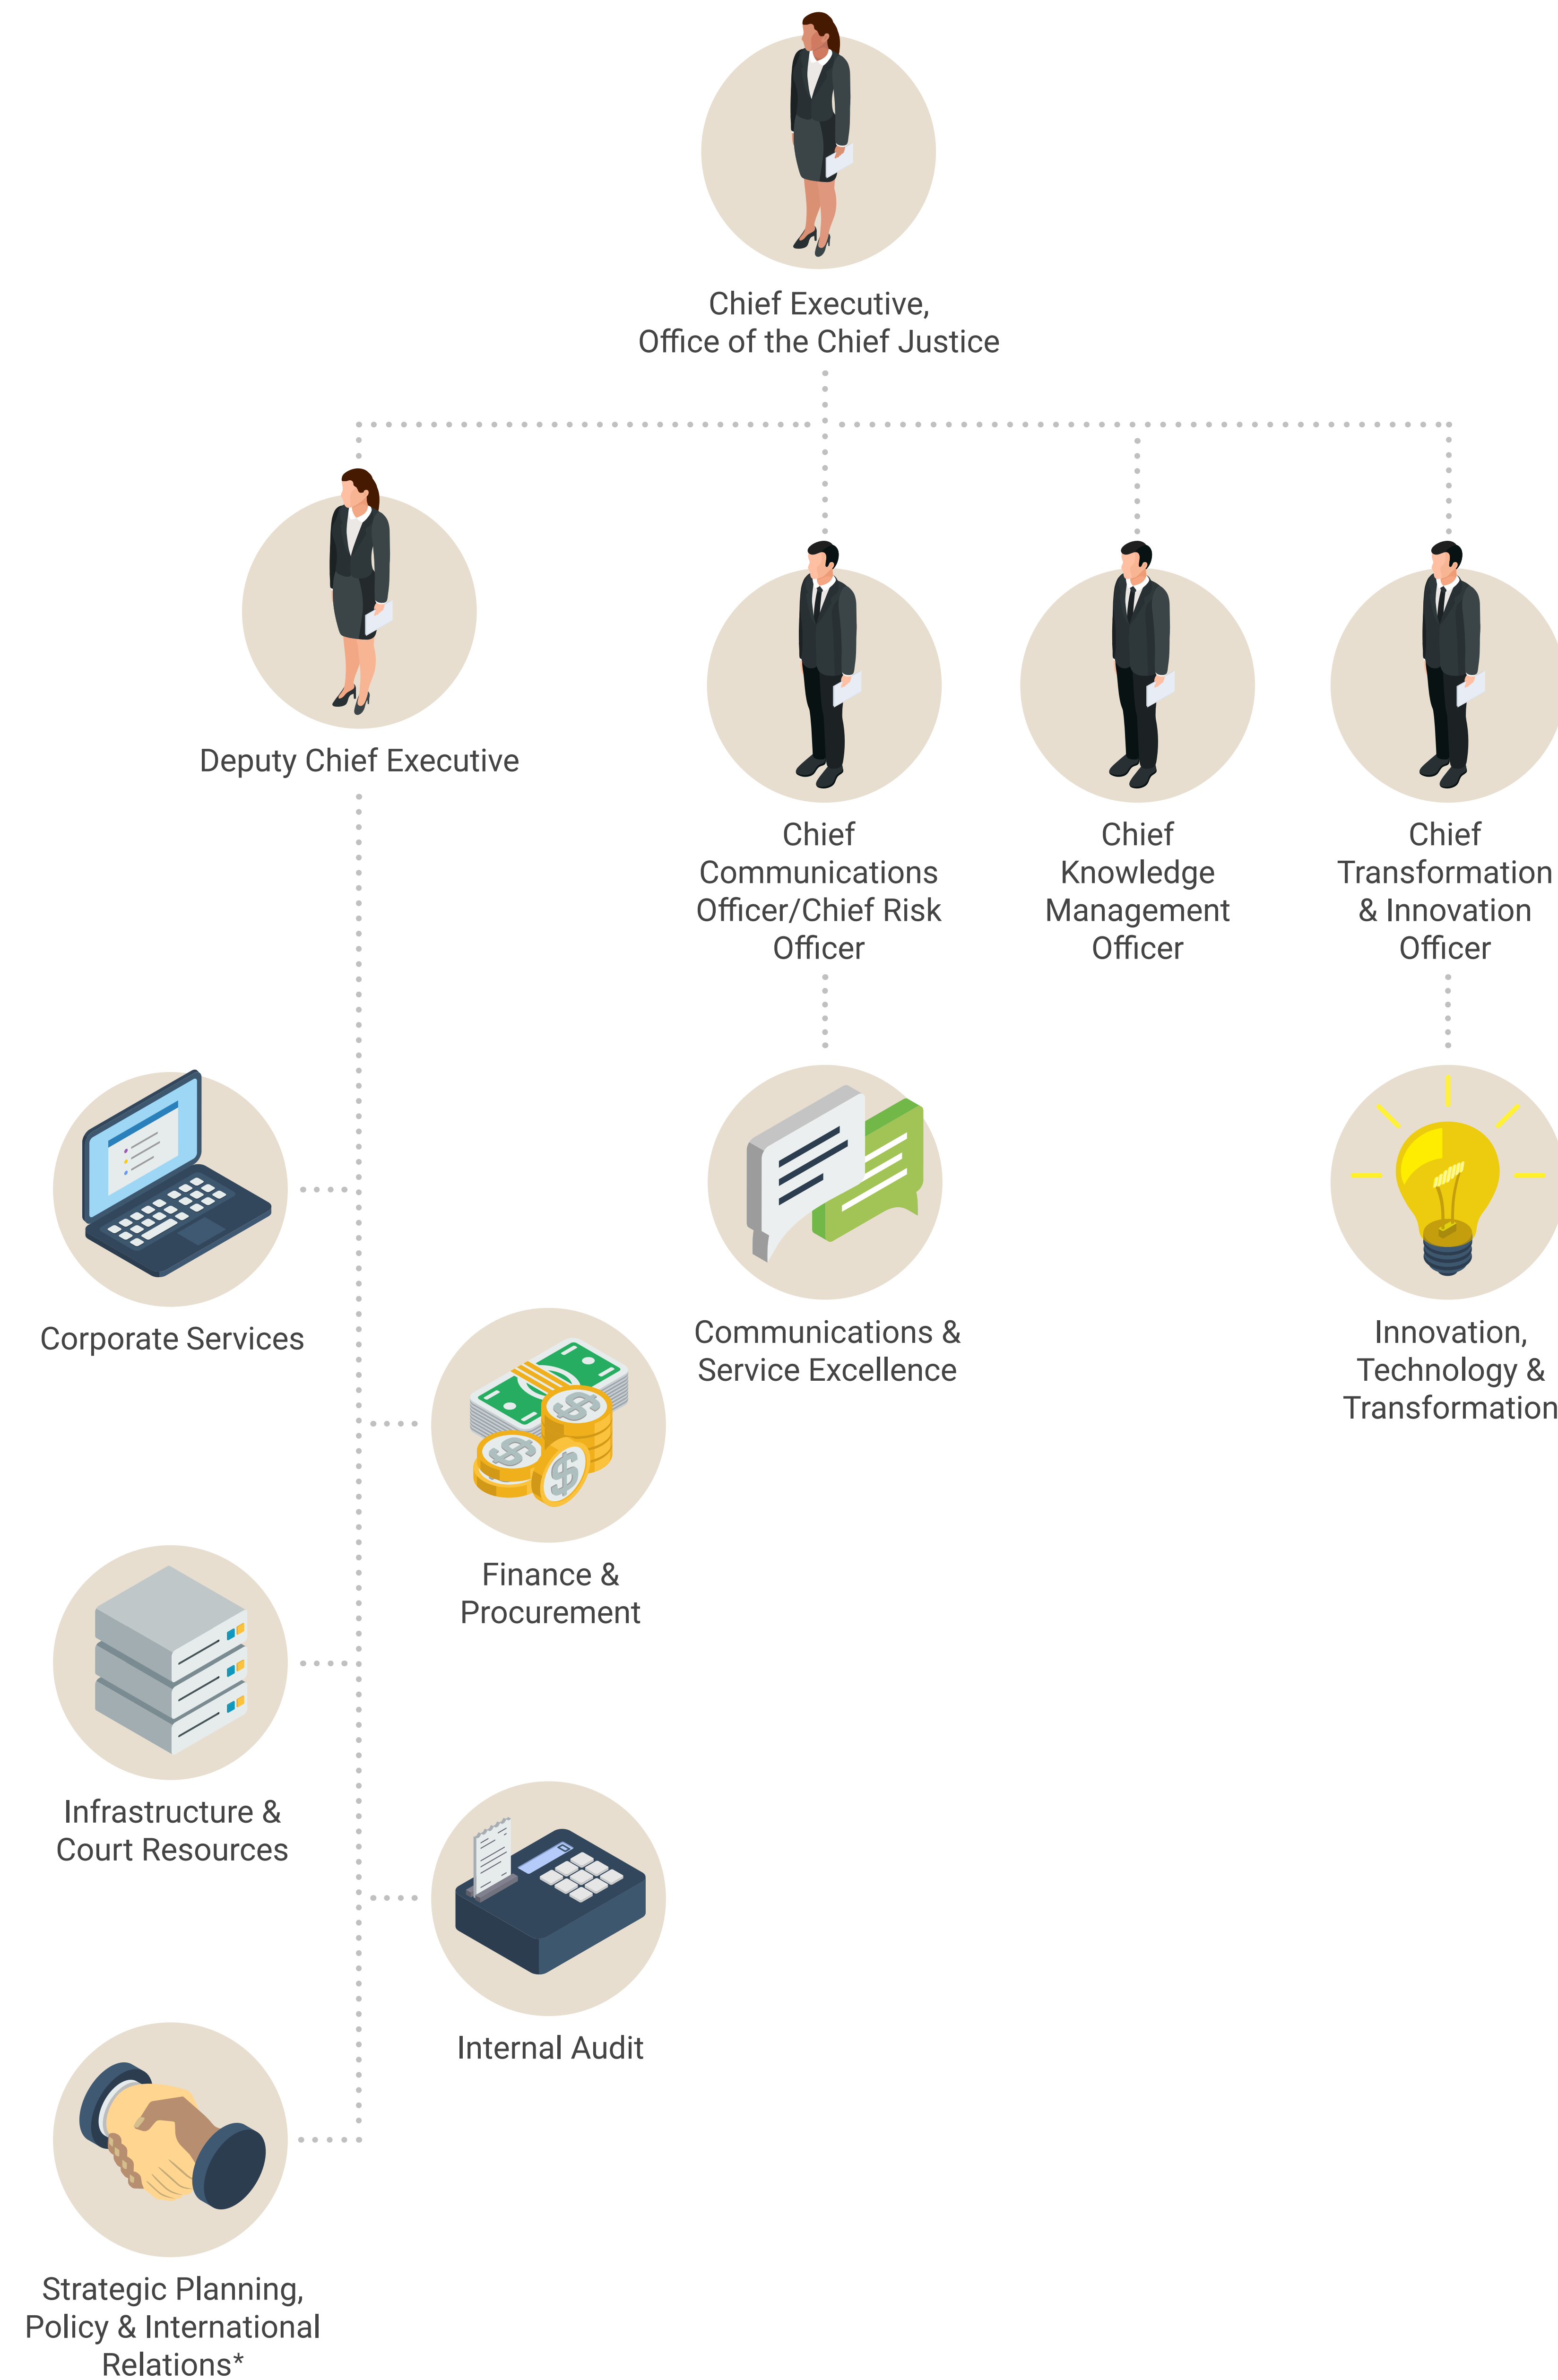 Chief Executive,
Office of the Chief Justice
Deputy Chief Executive
Chief
Communications
Officer/Chief Risk
Officer
Chief
Knowledge
Management
Officer
Chief
Transformation
& Innovation
Officer
Corporate Services
Communications &
Service Excellence
Innovation,
Technology &
Transformation
Finance &
Procurement
Infrastructure &
Court Resources
Internal Audit
Strategic Planning,
Policy & International
Relations*